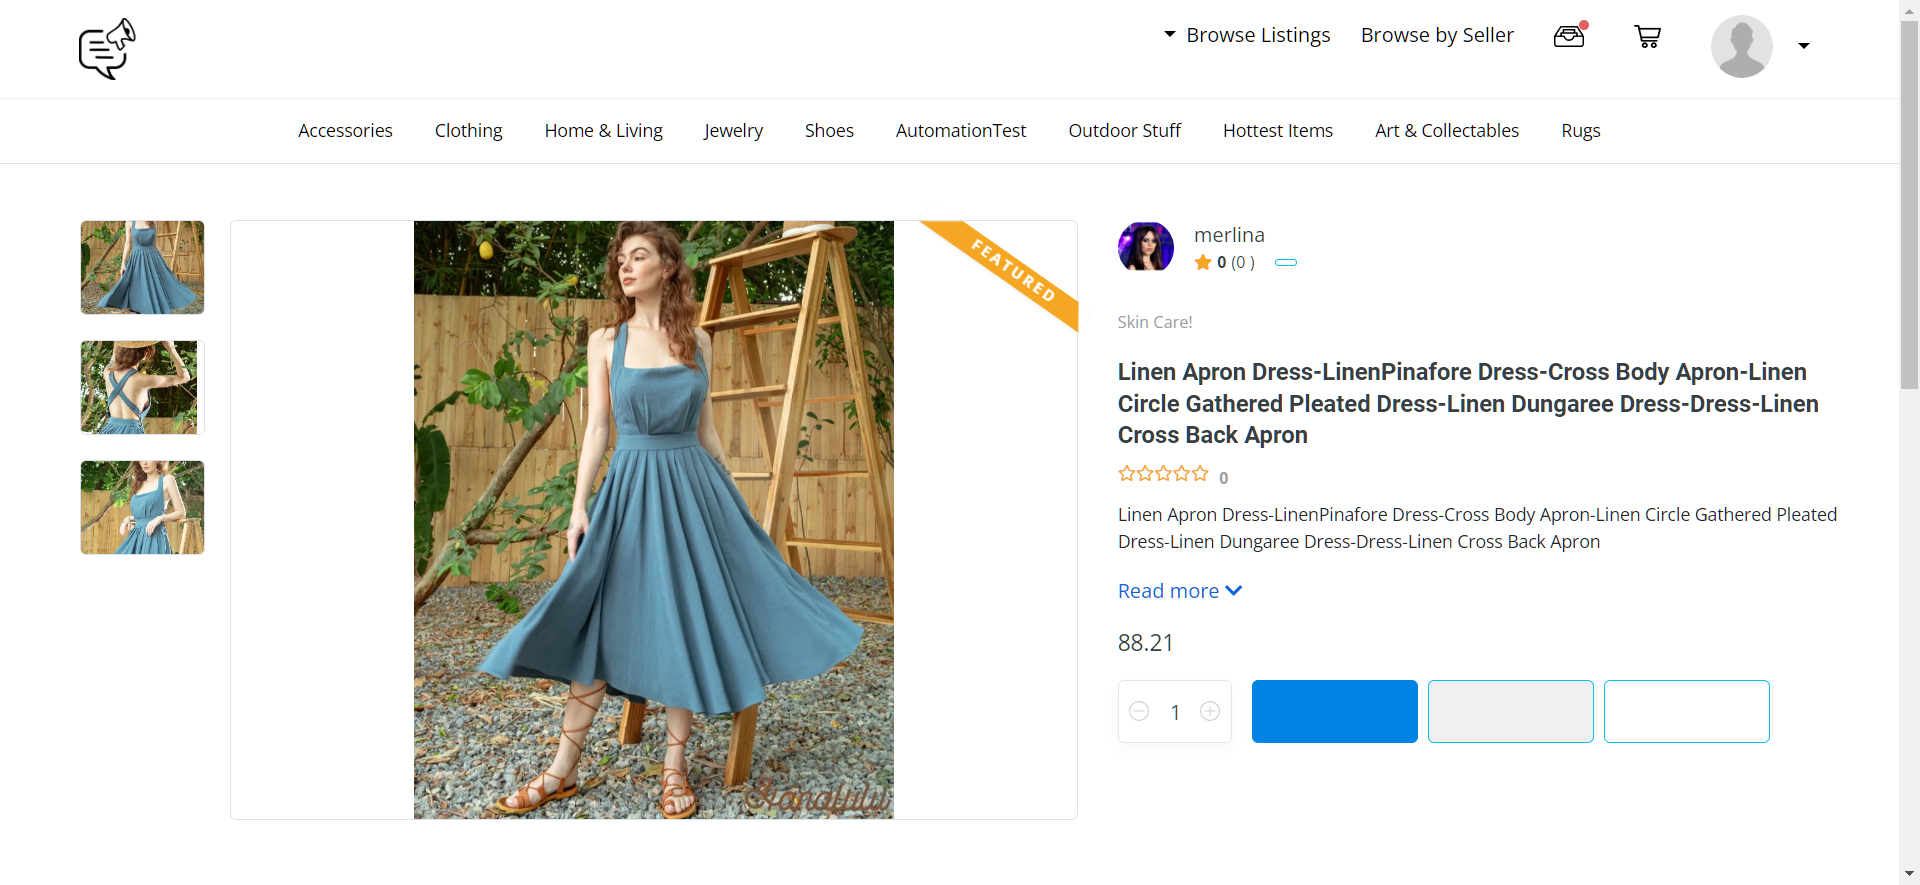 Browse Listings
Browse by Seller
Accessories
Clothing
Home & Living
Jewelry
Shoes
AutomationTest
Outdoor Stuff
Hottest Items
Art & Collectables
Rugs
FEATURED
Hanalulu
merlina
0 (0 )
Skin Care!
Linen Apron Dress-LinenPinafore Dress-Cross Body Apron-Linen
Circle Gathered Pleated Dress-Linen Dungaree Dress-Dress-Linen
Cross Back Apron
0
Linen Apron Dress-LinenPinafore Dress-Cross Body Apron-Linen Circle Gathered Pleated
Dress-Linen Dungaree Dress-Dress-Linen Cross Back Apron
Read more
88.21
1